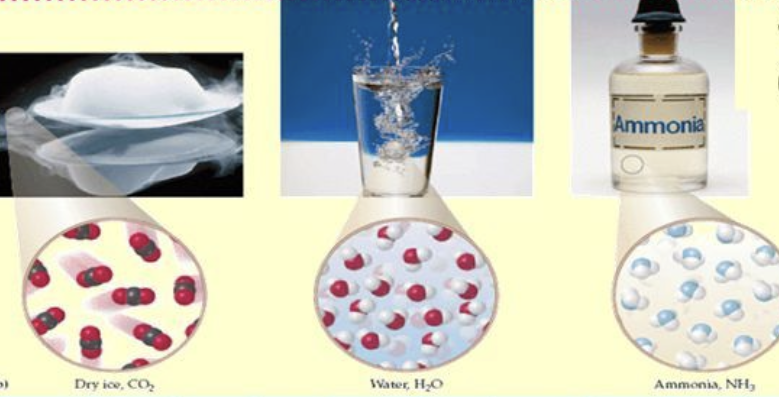 Ammonia
Dry ice, CO₂
Water, H₂O
Ammonia, NH₃